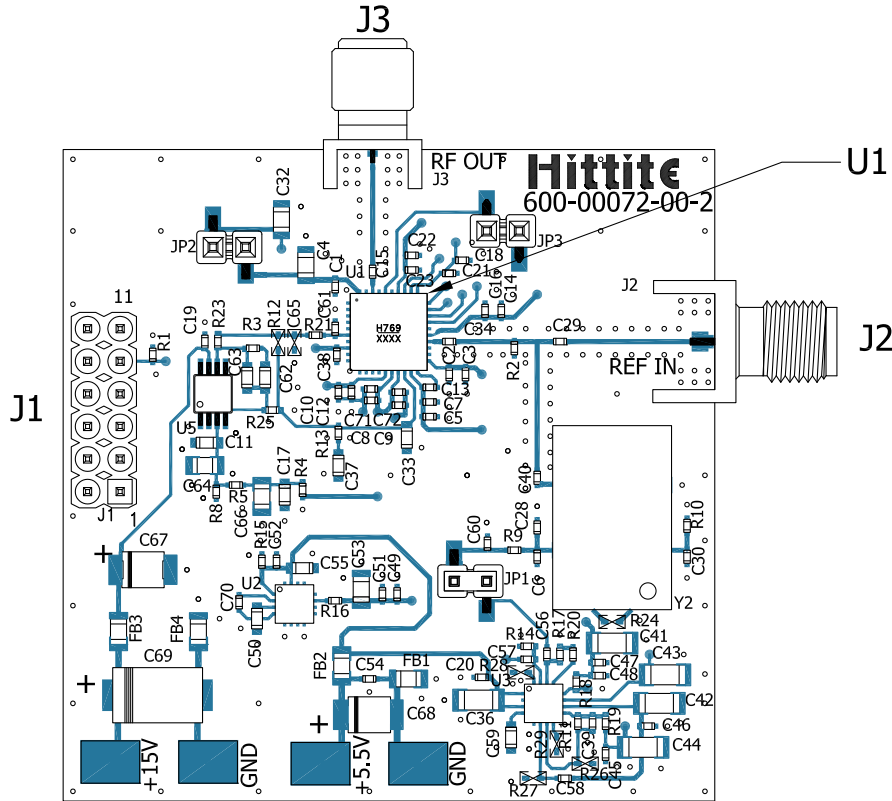 J3
RF OUT
J3
Hittite
600-00072-00-2
U1
C32
JP2
C4
C1
U1
C15
C22
C23
C18
JP3
C21
C16
C14
J2
J2
11
R1
C19
R23
R3
R12
C65
R21
C61
H769
XXXX
C34
C29
R2
REF IN
C63
C62
C38
C2
C3
J1
U5
R25
C10
C12
C71
C72
C13
C7
C5
C11
R13
C8
C9
C33
C37
C64
J1
1
R8
R5
C66
C17
R4
C40
C28
R10
C67
+
R15
C52
C55
C53
C51
C49
C60
R9
C6
C30
U2
R16
JP1
Y2
C70
C50
FB3
FB4
R24
C41
C56
R17
R20
R14
C57
R28
U3
C47
C48
C43
C69
+
FB2
C54
FB1
C20
C36
R18
C42
C68
+
C59
R29
R11
C39
R19
C46
C44
C45
R26
R27
C58
+15V
GND
+5.5V
GND